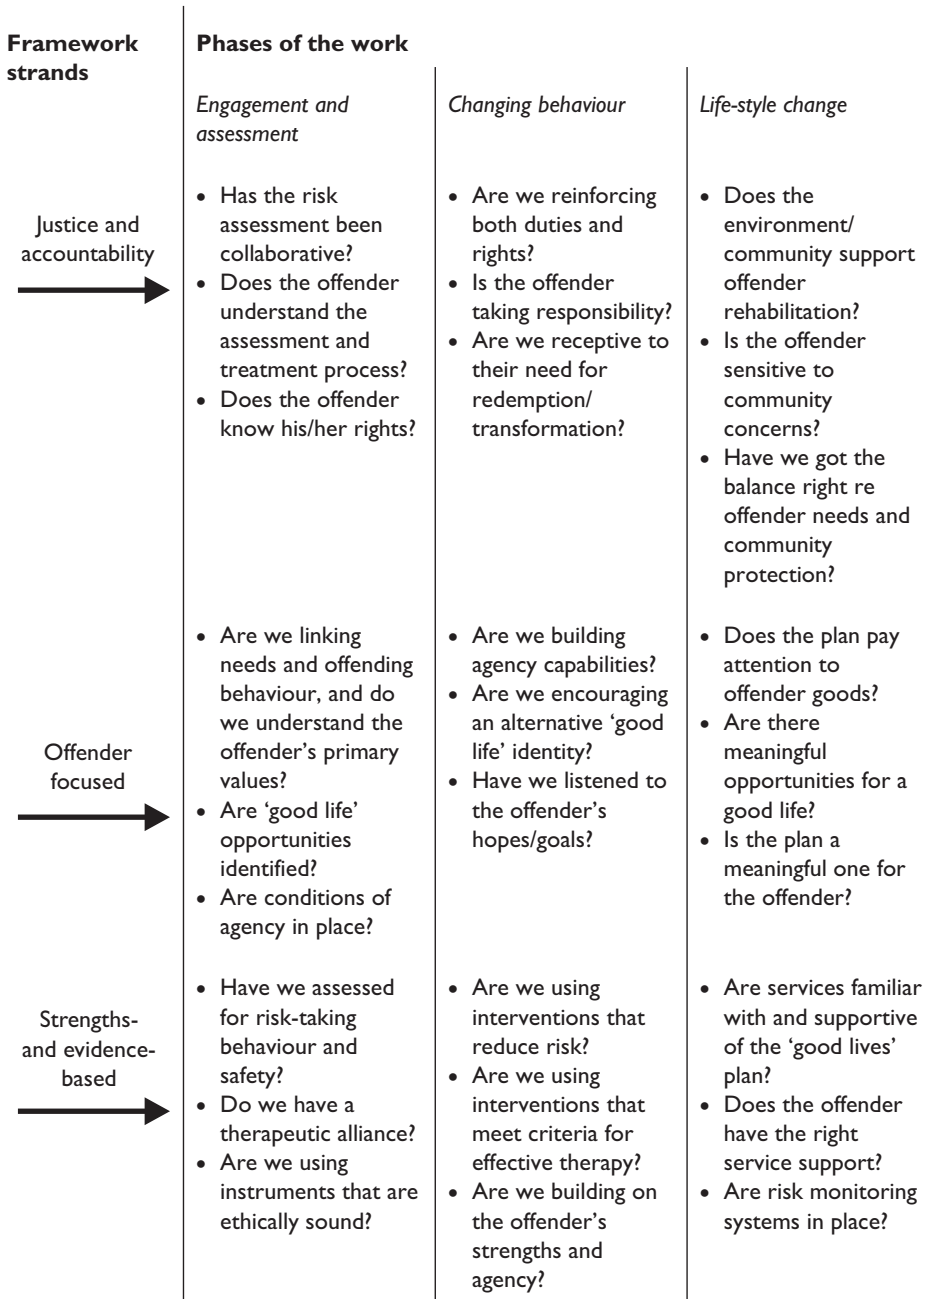 Framework
strands
Phases of the work
Engagement and
assessment
Changing behaviour
Life-style change
Justice and
accountability
• Has the risk
assessment been
collaborative?
• Does the offender
understand the
assessment and
treatment process?
• Does the offender
know his/her rights?
• Are we reinforcing
both duties and
rights?
• Is the offender
taking responsibility?
• Are we receptive to
their need for
redemption/
transformation?
• Does the
environment/
community support
offender
rehabilitation?
• Is the offender
sensitive to
community
concerns?
• Have we got the
balance right re
offender needs and
community
protection?
Offender
focused
• Are we linking
needs and offending
behaviour, and do
we understand the
offender’s primary
values?
• Are ‘good life’
opportunities
identified?
• Are conditions of
agency in place?
• Are we building
agency capabilities?
• Are we encouraging
an alternative ‘good
life’ identity?
• Have we listened to
the offender’s
hopes/goals?
• Does the plan pay
attention to
offender goods?
• Are there
meaningful
opportunities for a
good life?
• Is the plan a
meaningful one for
the offender?
Strengths-
and evidence-
based
• Have we assessed
for risk-taking
behaviour and
safety?
• Do we have a
therapeutic alliance?
• Are we using
instruments that are
ethically sound?
• Are we using
interventions that
reduce risk?
• Are we using
interventions that
meet criteria for
effective therapy?
• Are we building on
the offender’s
strengths and
agency?
• Are services familiar
with and supportive
of the ‘good lives’
plan?
• Does the offender
have the right
service support?
• Are risk monitoring
systems in place?